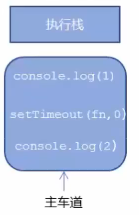 执行栈
console.log(1)
setTimeout(fn,0)
console.log(2)
主车道